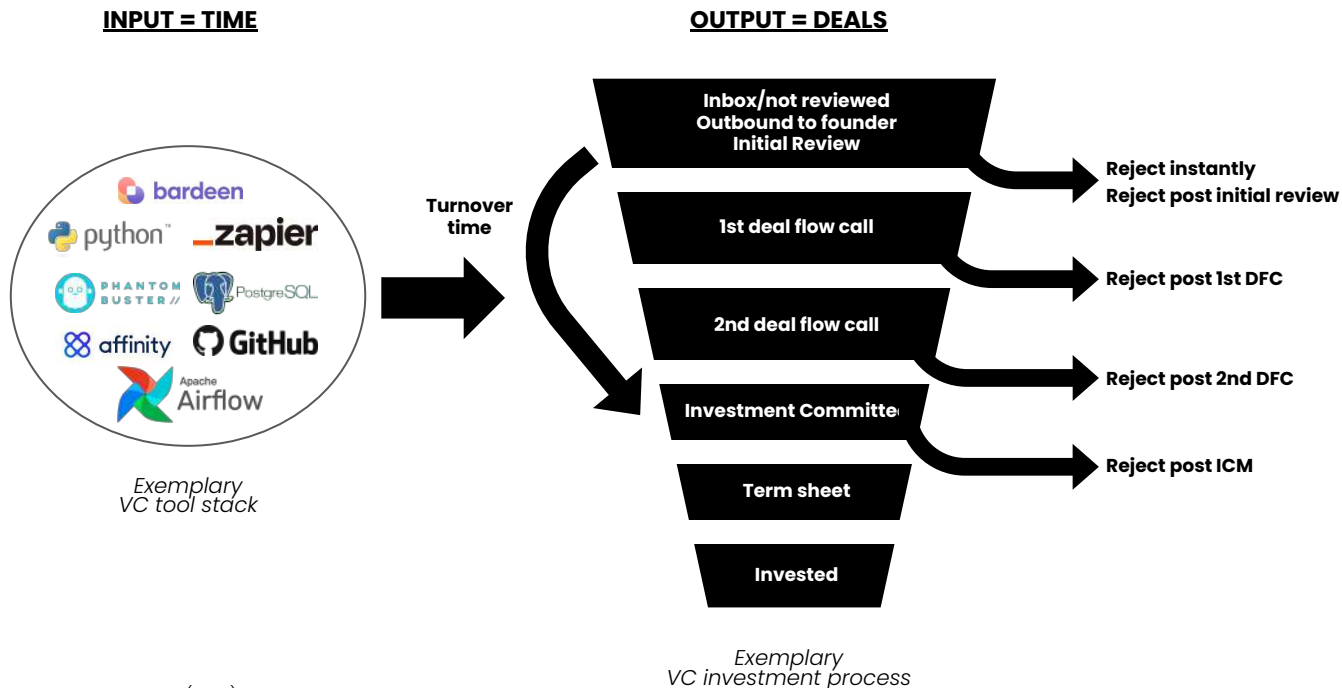 INPUT = TIME
OUTPUT = DEALS
bardeen
python™
zapier
PHANTOM
BUSTER //
PostgreSQL
affinity
GitHub
Apache
Airflow
Exemplary
VC tool stack
Turnover
time
Inbox/not reviewed
Outbound to founder
Initial Review
1st deal flow call
2nd deal flow call
Investment Committe
Term sheet
Invested
Reject instantly
Reject post initial review
Reject post 1st DFC
Reject post 2nd DFC
Reject post ICM
Exemplary
VC investment process